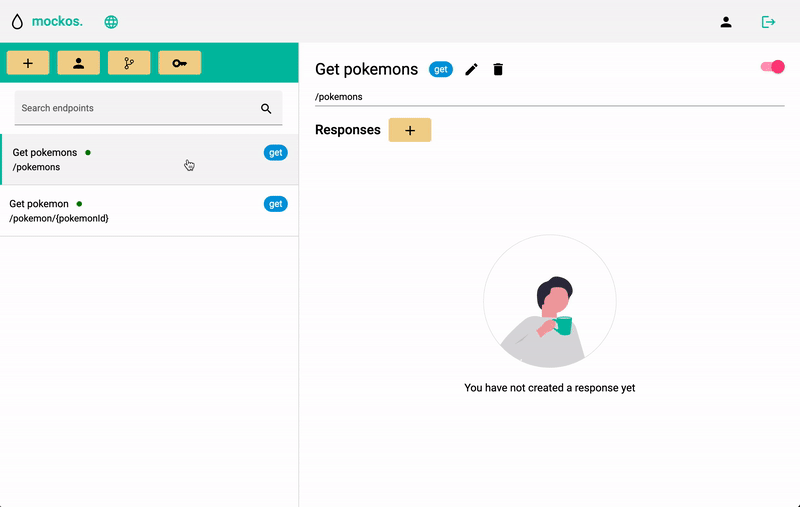 mockos.
Search endpoints
Get pokemons
get
/pokemons
Get pokemon
get
/pokemon/{pokemonId}
Get pokemons
get
/pokemons
Responses
You have not created a response yet